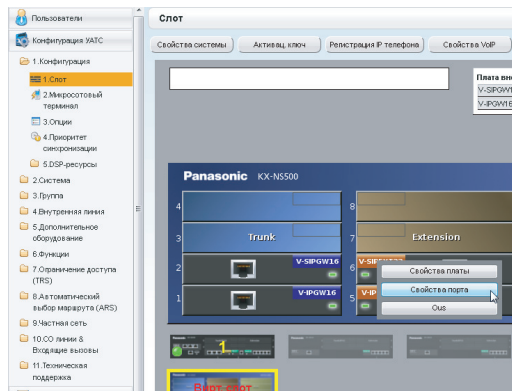 Пользователи
Слот
Конфигурация УАТС
Свойства системы
Активац. ключ
Регистрация IP телефона
Свойства VoIP
1.Конфигурация
1.Слот
2.Микросотовый
терминал
3.Опции
4.Приоритет
синхронизации
5.DSP-ресурсы
2.Система
3.Группа
4.Внутренняя линия
5.Дополнительное
оборудование
6.Функции
7.Ограничение доступа
(TRS)
8.Автоматический
выбор маршрута (ARS)
9.Частная сеть
10.CO линии &
Входящие вызовы
11.Техническая
поддержка
Плата вн
V-SIPGW1
V-IPGW16
Panasonic KX-NS500
4
8
3
Trunk
7
Extension
2
V-SIPGW16
6
1
V-IPGW16
5
V-IP
Свойства платы
Свойства порта
Ous
1
Вирт-слот